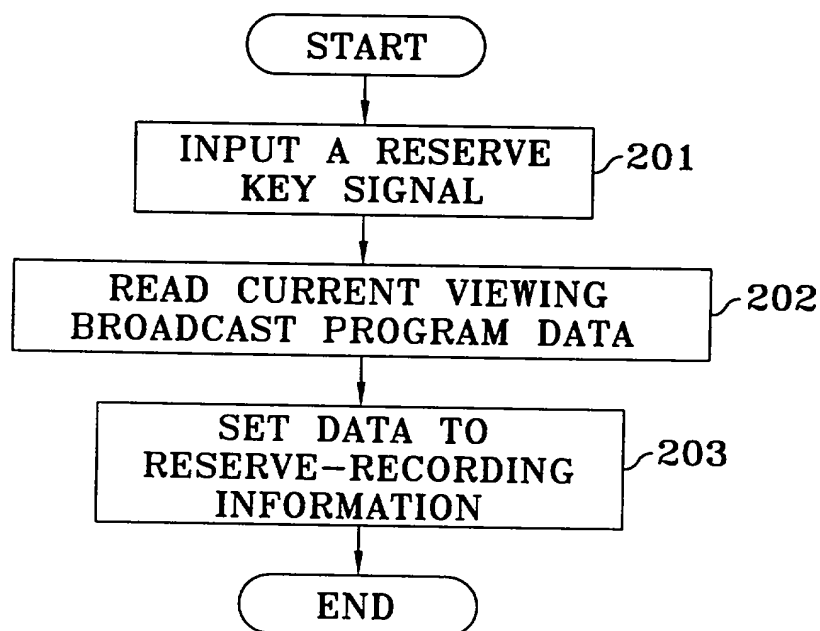 START
INPUT A RESERVE
KEY SIGNAL
201
READ CURRENT VIEWING
BROADCAST PROGRAM DATA
202
SET DATA TO
RESERVE-RECORDING
INFORMATION
203
END